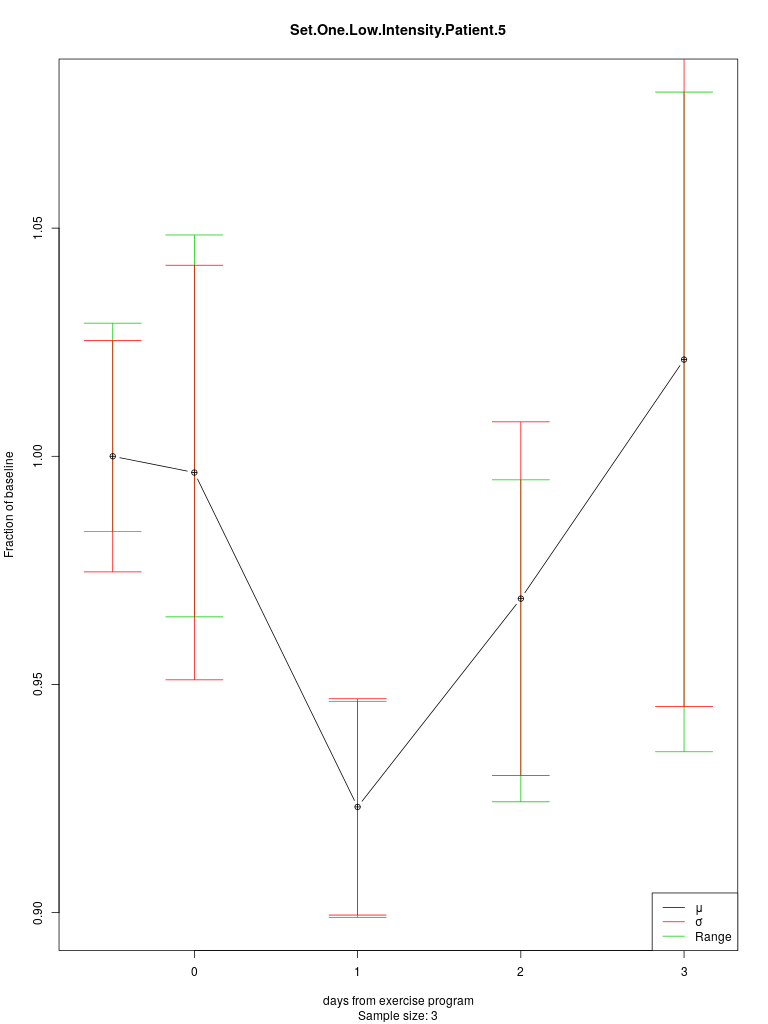 Set.One.Low.Intensity.Patient.5
Fraction of baseline
1.05
1.00
0.95
0.90
0
1
2
3
μ
σ
Range
days from exercise program
Sample size: 3